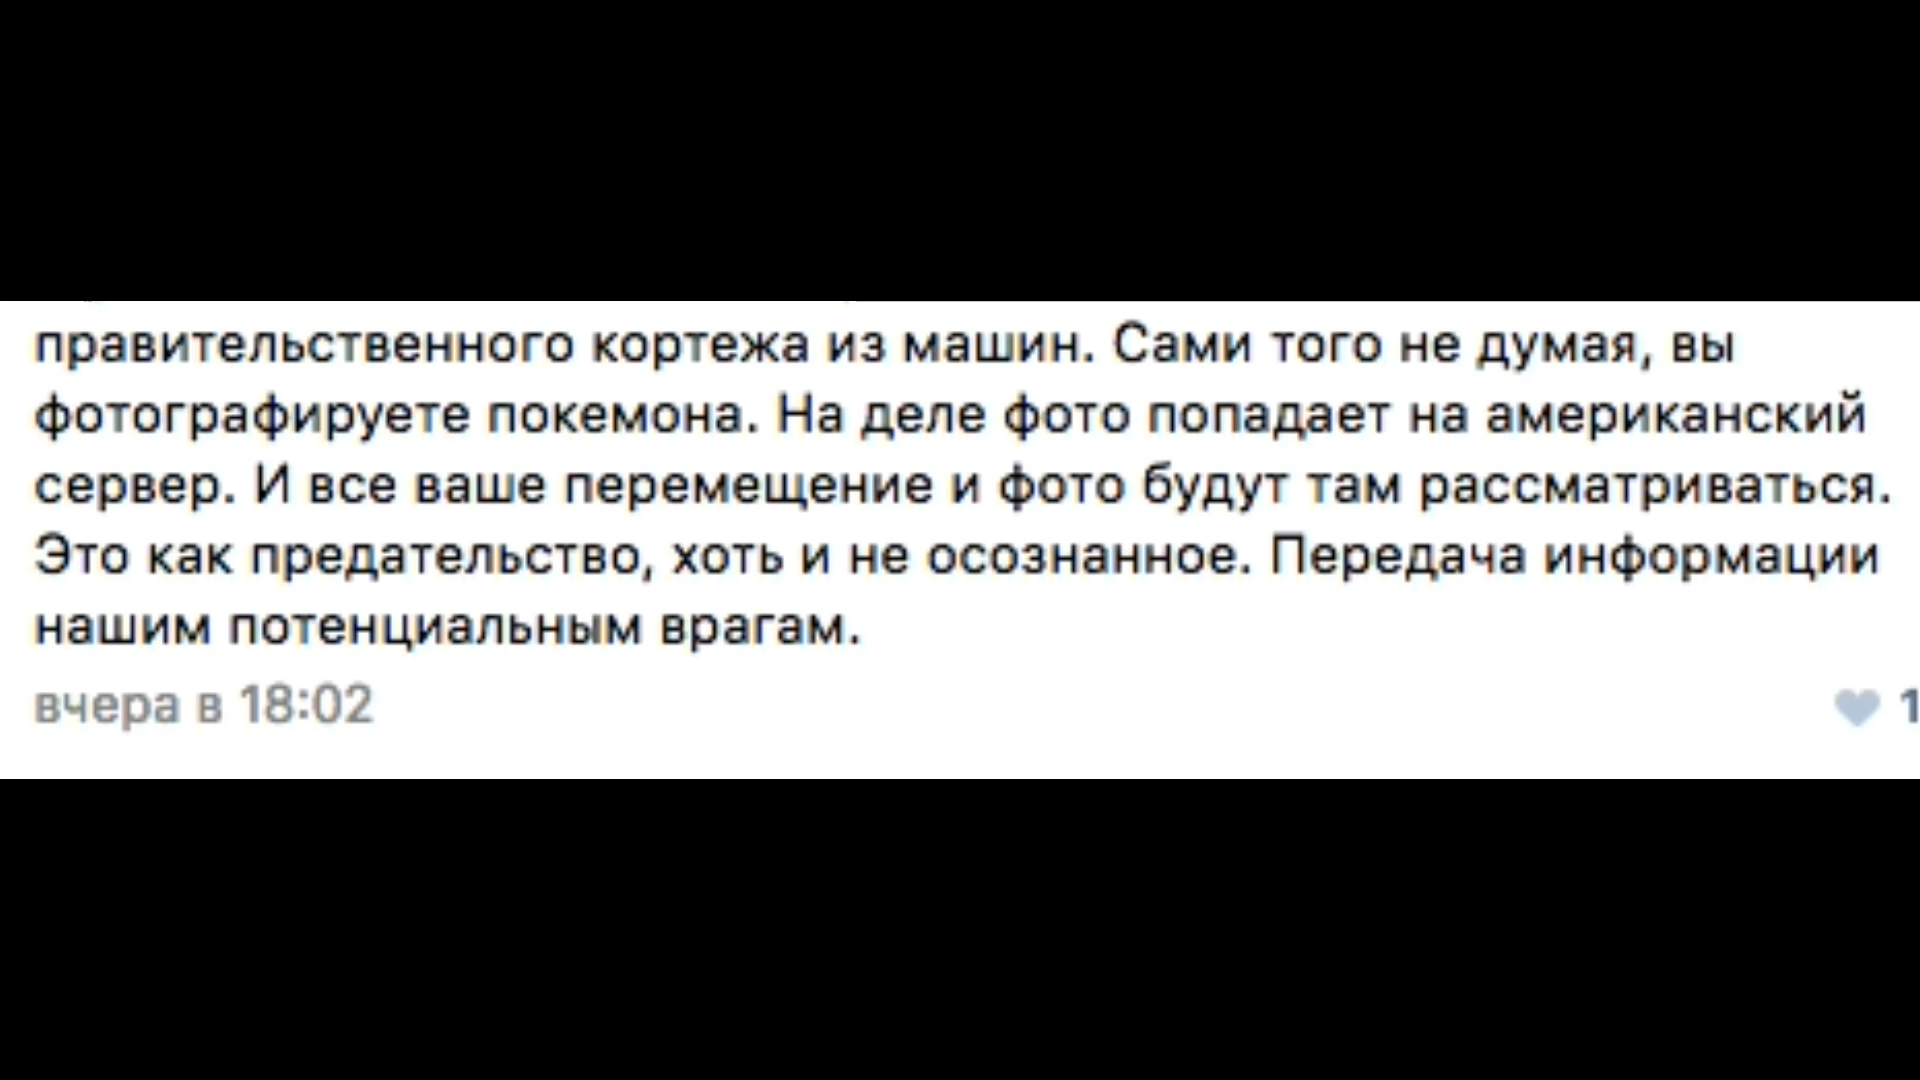 правительственного кортежа из машин. Сами того не думая, вы
фотографируете покемона. На деле фото попадает на американский
сервер. И все ваше перемещение и фото будут там рассматриваться.
Это как предательство, хоть и не осознанное. Передача информации
нашим потенциальным врагам.
вчера в 18:02
1